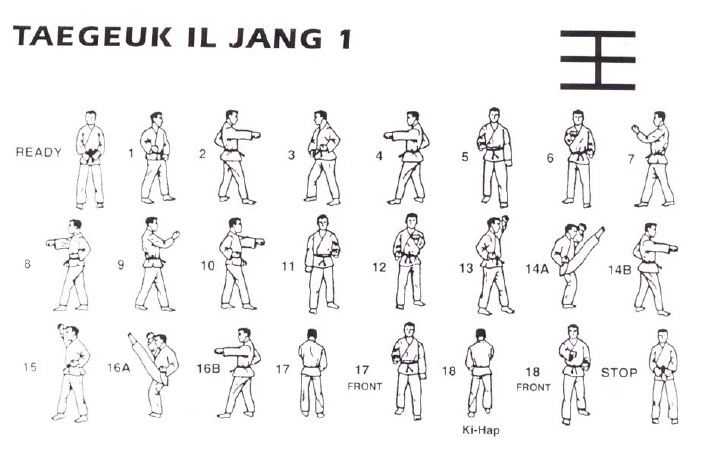 TAEGEUK IL JANG 1
READY 1 2 3 4 5 6 7
8 9 10 11 12 13 14A 14B
15 16A 16B 17 17 FRONT 18 18 FRONT STOP
Ki-Hap